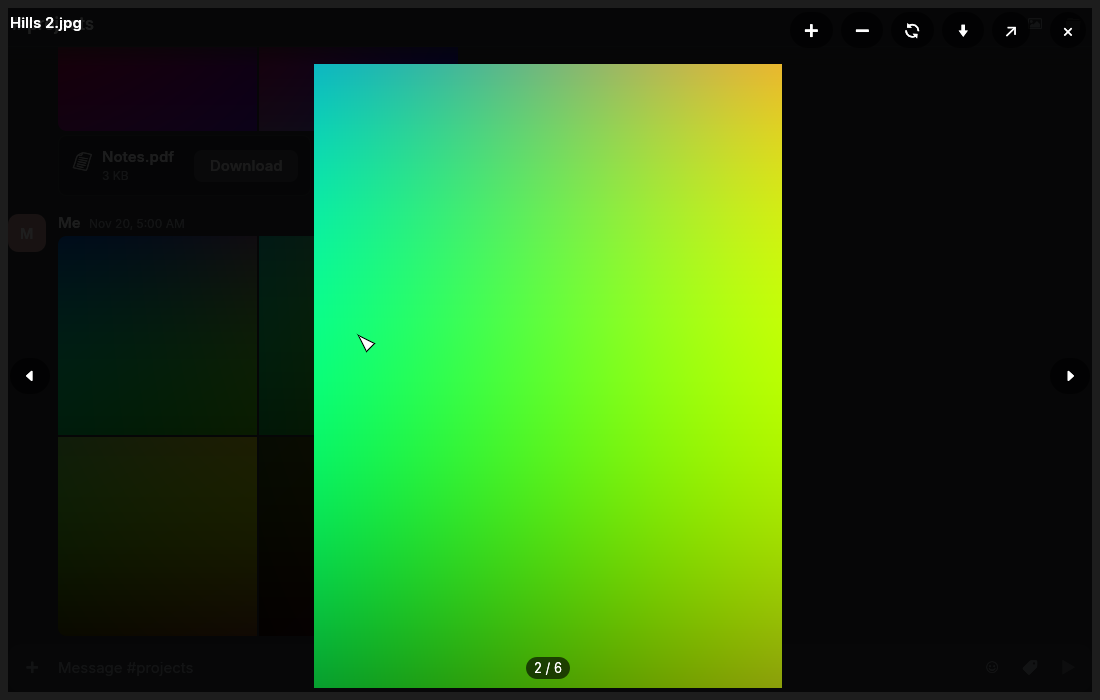 Hills 2.jpg
Notes.pdf
3 KB
Download
Me Nov 20, 5:00 AM
M
Message #projects
2 / 6